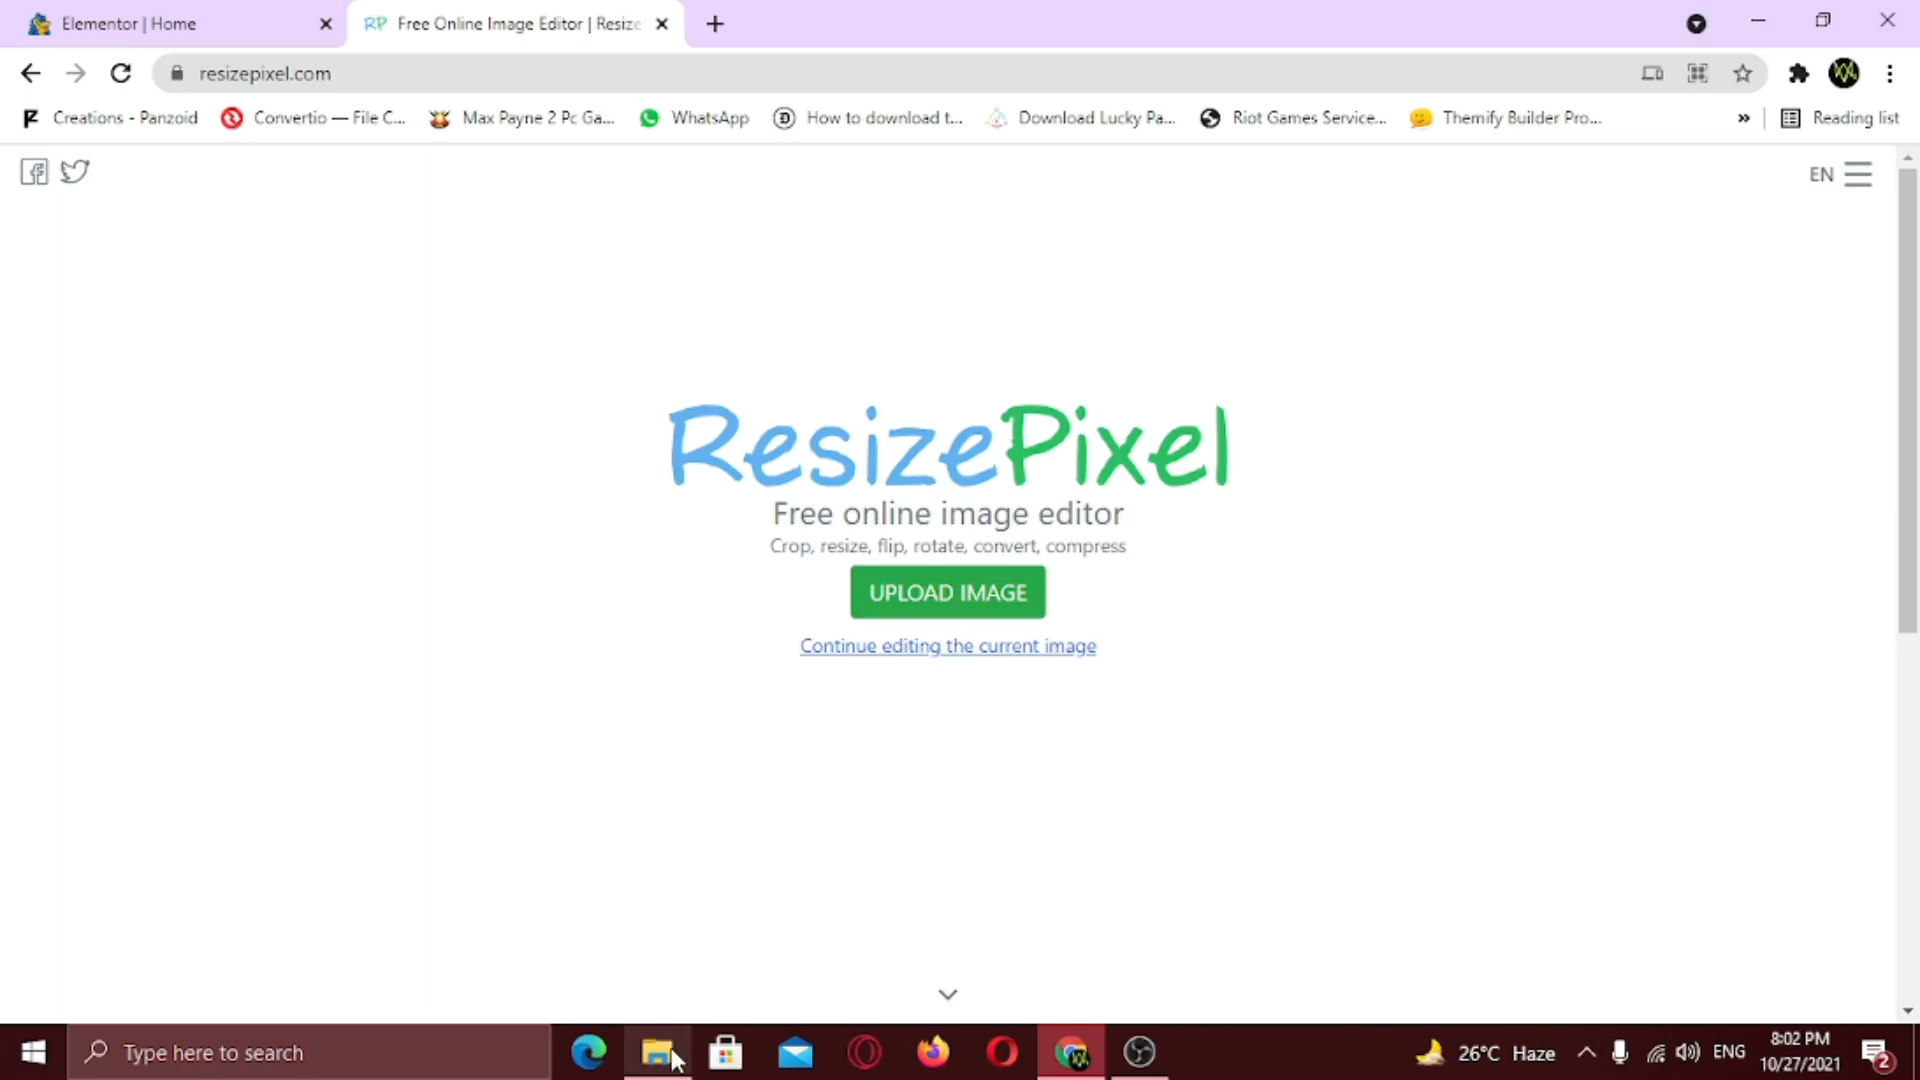 Elementor | Home
RP Free Online Image Editor | Resize
resizepixel.com
Creations - Panzoid
Convertio — File C...
Max Payne 2 Pc Ga...
WhatsApp
How to download t...
Download Lucky Pa...
Riot Games Service...
Themify Builder Pro...
»
Reading list
EN
ResizePixel
Free online image editor
Crop, resize, flip, rotate, convert, compress
UPLOAD IMAGE
Continue editing the current image
Type here to search
26°C Haze
ENG
8:02 PM
10/27/2021
2